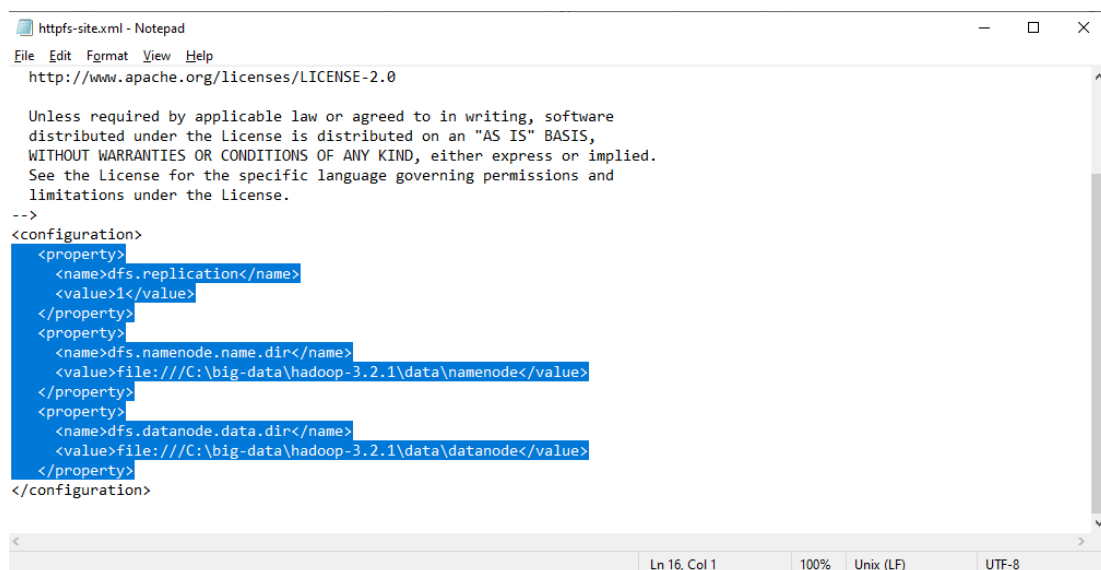 httpfs-site.xml - Notepad
File Edit Format View Help
http://www.apache.org/licenses/LICENSE-2.0
Unless required by applicable law or agreed to in writing, software
distributed under the License is distributed on an "AS IS" BASIS,
WITHOUT WARRANTIES OR CONDITIONS OF ANY KIND, either express or implied.
See the License for the specific language governing permissions and
limitations under the License.
-->
<configuration>
<property>
<name>dfs.replication</name>
<value>1</value>
</property>
<property>
<name>dfs.namenode.name.dir</name>
<value>file:///C:\big-data\hadoop-3.2.1\data\namenode</value>
</property>
<property>
<name>dfs.datanode.data.dir</name>
<value>file:///C:\big-data\hadoop-3.2.1\data\datanode</value>
</property>
</configuration>
Ln 16, Col 1 100% Unix (LF) UTF-8